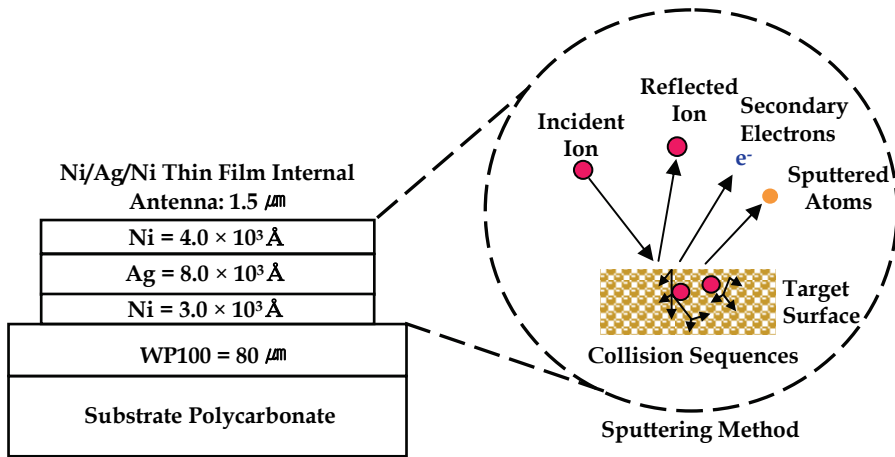 Ni/Ag/Ni Thin Film Internal
Antenna: 1.5 ㎛
Ni = 4.0 × 10³ Å
Ag = 8.0 × 10³ Å
Ni = 3.0 × 10³ Å
WP100 = 80 ㎛
Substrate Polycarbonate
Incident
Ion
Reflected
Ion
Secondary
Electrons
e⁻
Sputtered
Atoms
Target
Surface
Collision Sequences
Sputtering Method